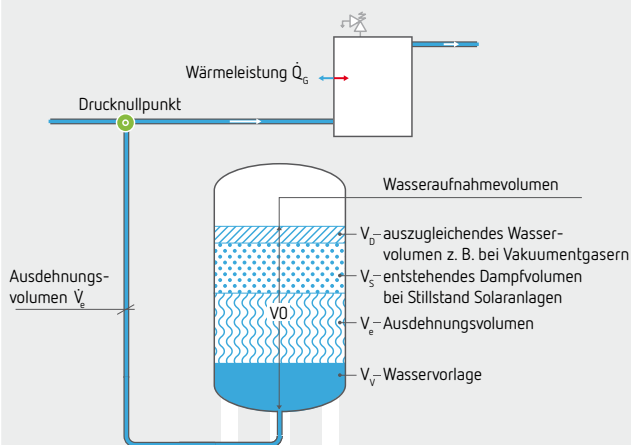 Wärmeleistung Q̇G
Drucknullpunkt
Wasseraufnahmevolumen
VD auszugleichendes Wasser-
volumen z. B. bei Vakuumentgasern
VS entstehendes Dampfvolumen
bei Stillstand Solaranlagen
Ausdehnungs-
volumen V̇e
VO
Ve Ausdehnungsvolumen
VV Wasservorlage